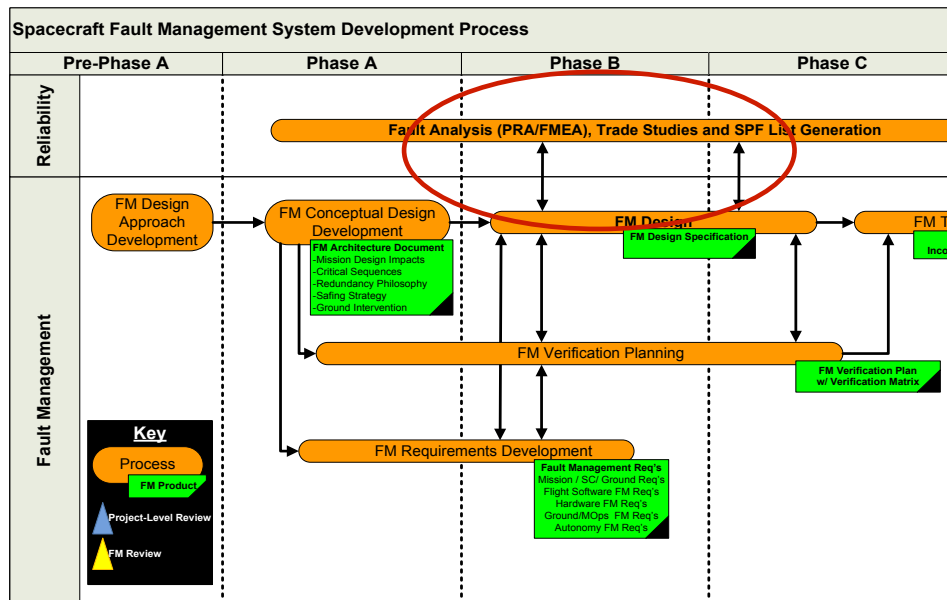 Spacecraft Fault Management System Development Process
Pre-Phase A
Phase A
Phase B
Phase C
Reliability
Fault Analysis (PRA/FMEA), Trade Studies and SPF List Generation
Fault Management
FM Design
Approach
Development
FM Conceptual Design
Development
FM Architecture Document
-Mission Design Impacts
-Critical Sequences
-Redundancy Philosophy
-Safing Strategy
-Ground Intervention
FM Design
FM Design Specification
FM T
Inco
FM Verification Planning
FM Verification Plan
w/ Verification Matrix
FM Requirements Development
Fault Management Req's
Mission / SC/ Ground Req's
Flight Software FM Req's
Hardware FM Req's
Ground/MOps FM Req's
Autonomy FM Req's
Key
Process
FM Product
Project-Level Review
FM Review